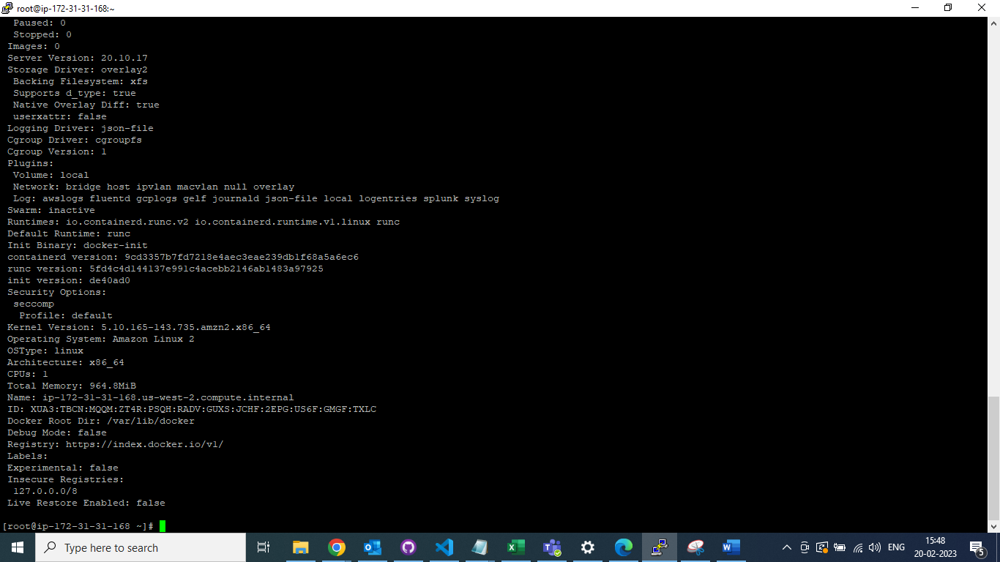 root@ip-172-31-31-168:~
Paused: 0
Stopped: 0
Images: 0
Server Version: 20.10.17
Storage Driver: overlay2
Backing Filesystem: xfs
Supports d_type: true
Native Overlay Diff: true
userxattr: false
Logging Driver: json-file
Cgroup Driver: cgroupfs
Cgroup Version: 1
Plugins:
Volume: local
Network: bridge host ipvlan macvlan null overlay
Log: awslogs fluentd gcplogs gelf journald json-file local logentries splunk syslog
Swarm: inactive
Runtimes: io.containerd.runc.v2 io.containerd.runtime.v1.linux runc
Default Runtime: runc
Init Binary: docker-init
containerd version: 9cd3357b7fd7218e4aec3eae239db1f68a5a6ec6
runc version: 5fd4c4d144137e991c4acebb2146ab1483a97925
init version: de40ad0
Security Options:
seccomp
Profile: default
Kernel Version: 5.10.165-143.735.amzn2.x86_64
Operating System: Amazon Linux 2
OSType: linux
Architecture: x86_64
CPUs: 1
Total Memory: 964.8MiB
Name: ip-172-31-31-168.us-west-2.compute.internal
ID: XUA3:TBCN:MQQM:ZT4R:PSQH:RADV:GUXS:JCHF:2EPG:US6F:GMGF:TXLC
Docker Root Dir: /var/lib/docker
Debug Mode: false
Registry: https://index.docker.io/v1/
Labels:
Experimental: false
Insecure Registries:
127.0.0.0/8
Live Restore Enabled: false
[root@ip-172-31-31-168 ~]#
Type here to search
ENG
15:48
20-02-2023
5